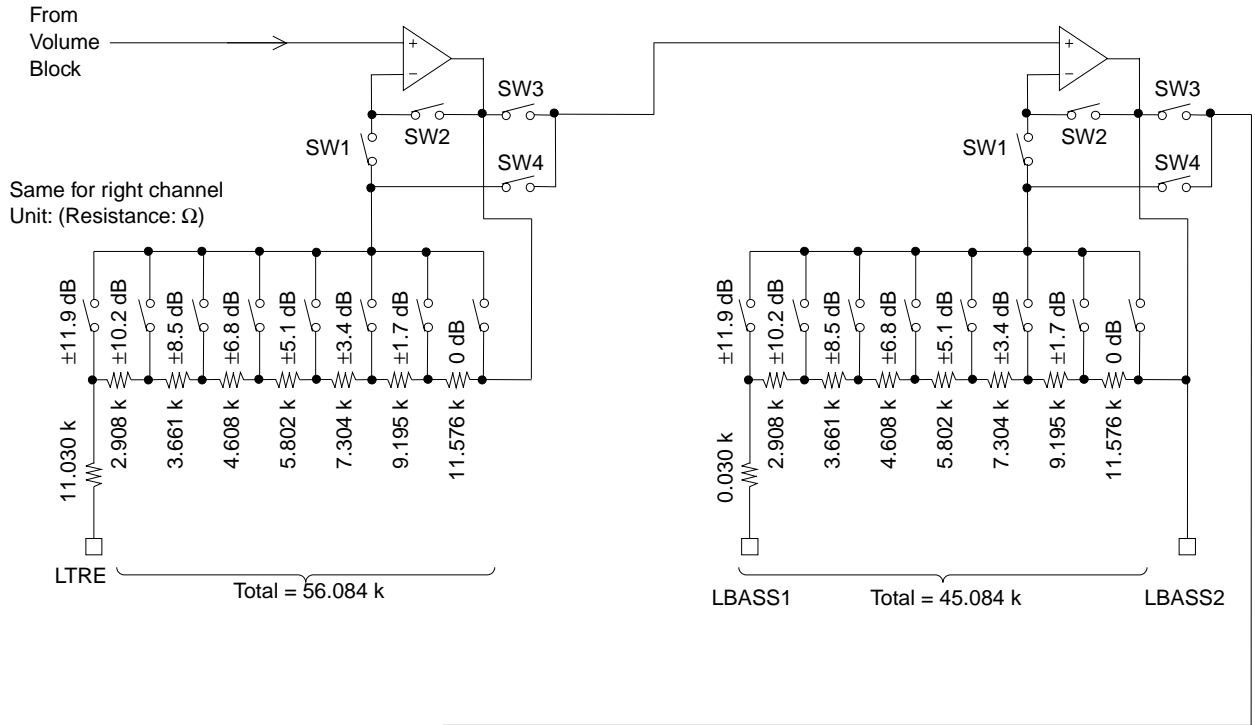 From
Volume
Block
+
−
SW3
SW2
SW1
SW4
Same for right channel
Unit: (Resistance: Ω)
±11.9 dB
±10.2 dB
±8.5 dB
±6.8 dB
±5.1 dB
±3.4 dB
±1.7 dB
0 dB
11.030 k
2.908 k
3.661 k
4.608 k
5.802 k
7.304 k
9.195 k
11.576 k
LTRE
Total = 56.084 k
+
−
SW3
SW2
SW1
SW4
±11.9 dB
±10.2 dB
±8.5 dB
±6.8 dB
±5.1 dB
±3.4 dB
±1.7 dB
0 dB
0.030 k
2.908 k
3.661 k
4.608 k
5.802 k
7.304 k
9.195 k
11.576 k
LBASS1
Total = 45.084 k
LBASS2